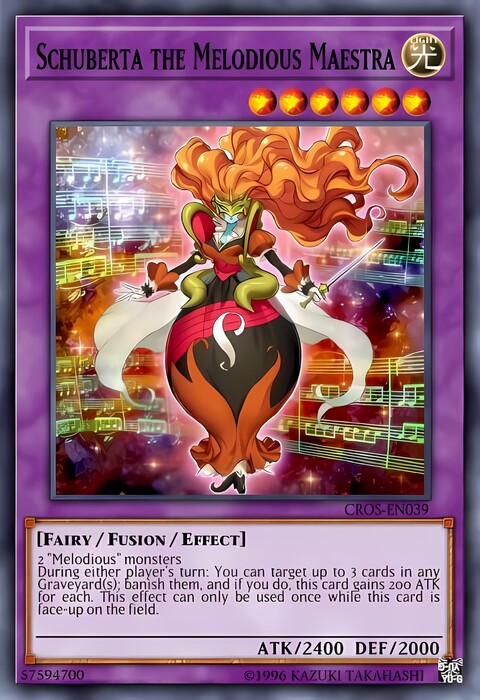 SCHUBERTA THE MELODIOUS MAESTRA
LIGHT
光
CROS-EN039
[FAIRY / FUSION / EFFECT]
2 "Melodious" monsters
During either player's turn: You can target up to 3 cards in any
Graveyard(s); banish them, and if you do, this card gains 200 ATK
for each. This effect can only be used once while this card is
face-up on the field.
ATK/2400 DEF/2000
57594700
©1996 KAZUKI TAKAHASHI